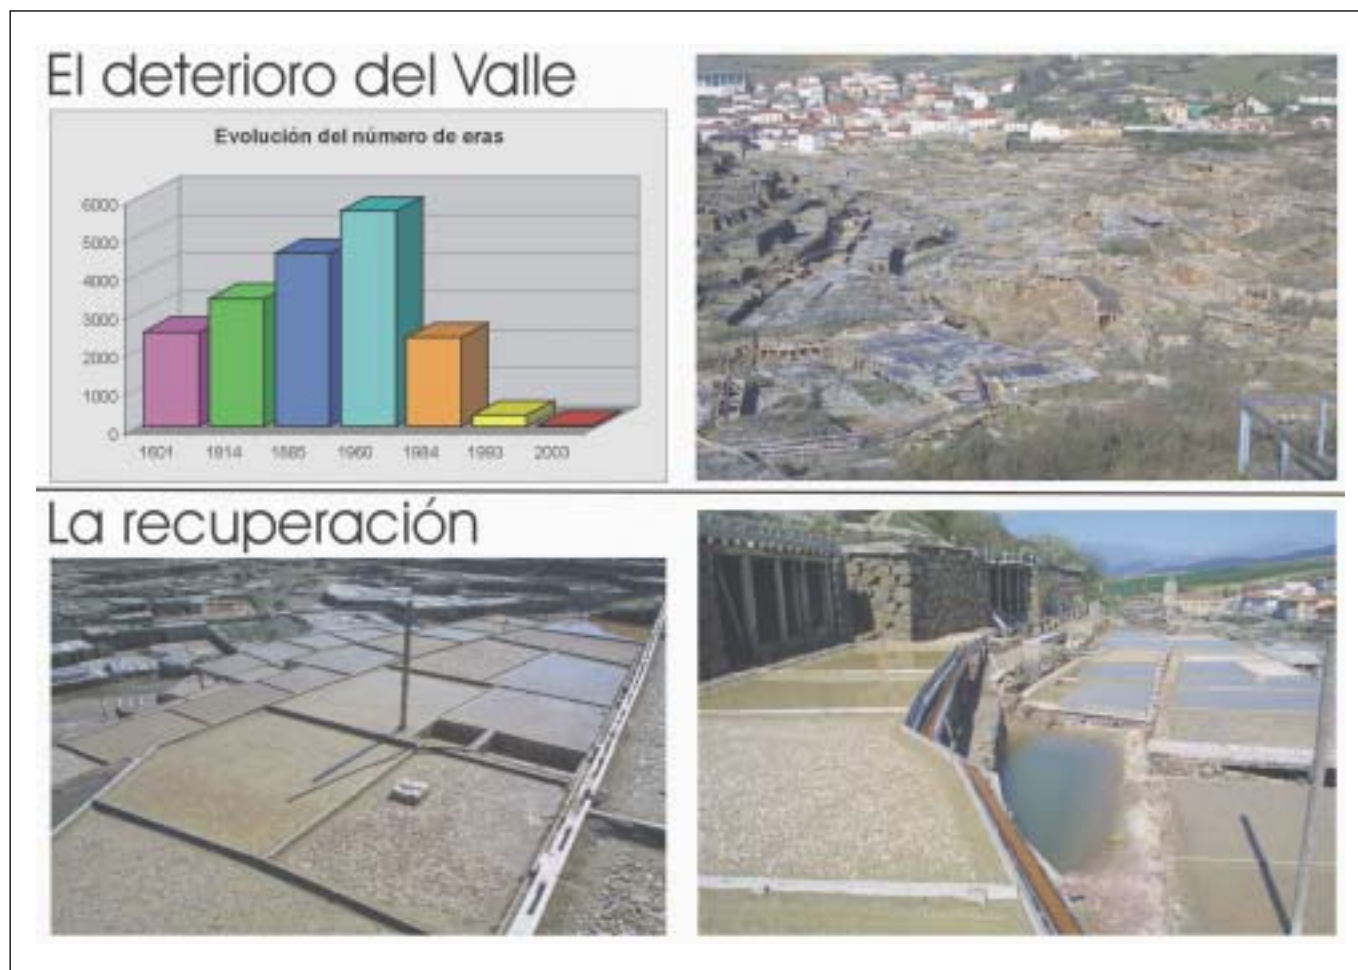 El deterioro del Valle
Evolución del número de eras
6000
5000
4000
3000
2000
1000
0
1801 1814 1885 1960 1984 1993 2003
La recuperación